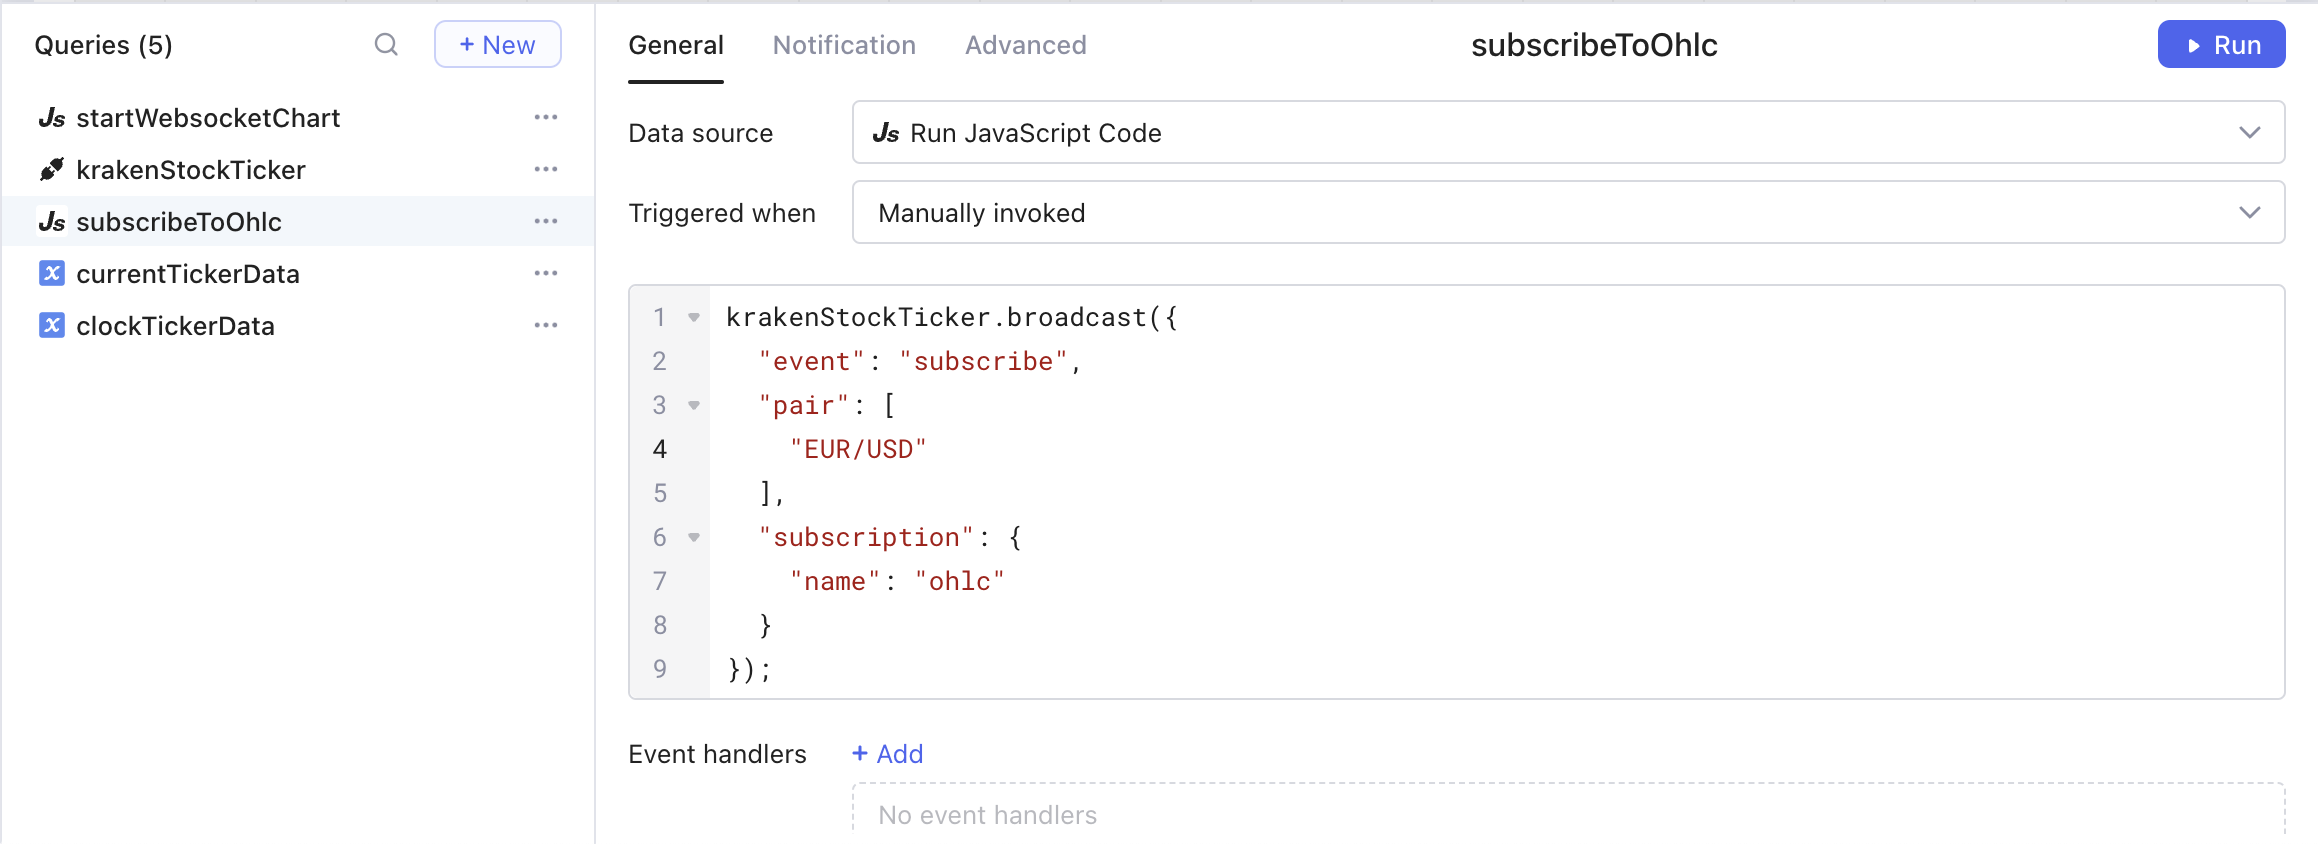 Queries (5)
+ New
Js startWebsocketChart
krakenStockTicker
Js subscribeToOhlc
x currentTickerData
x clockTickerData
General Notification Advanced
subscribeToOhlc
Run
Data source
Js Run JavaScript Code
Triggered when
Manually invoked
1 krakenStockTicker.broadcast({
2   "event": "subscribe",
3   "pair": [
4     "EUR/USD"
5   ],
6   "subscription": {
7     "name": "ohlc"
8   }
9 });
Event handlers
+ Add
No event handlers